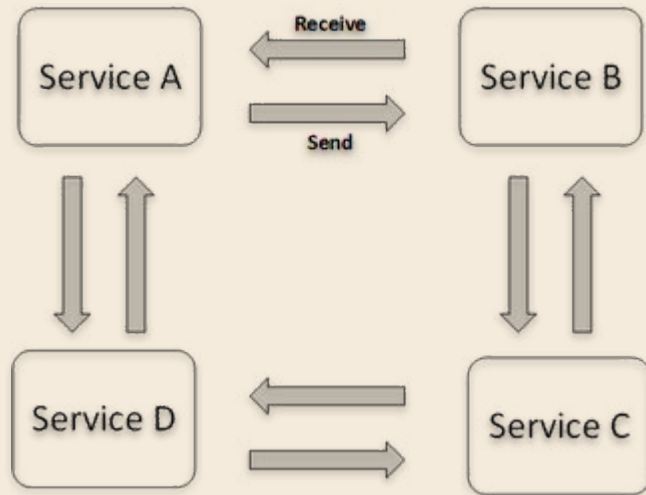 Receive
Service A
Service B
Send
Service D
Service C